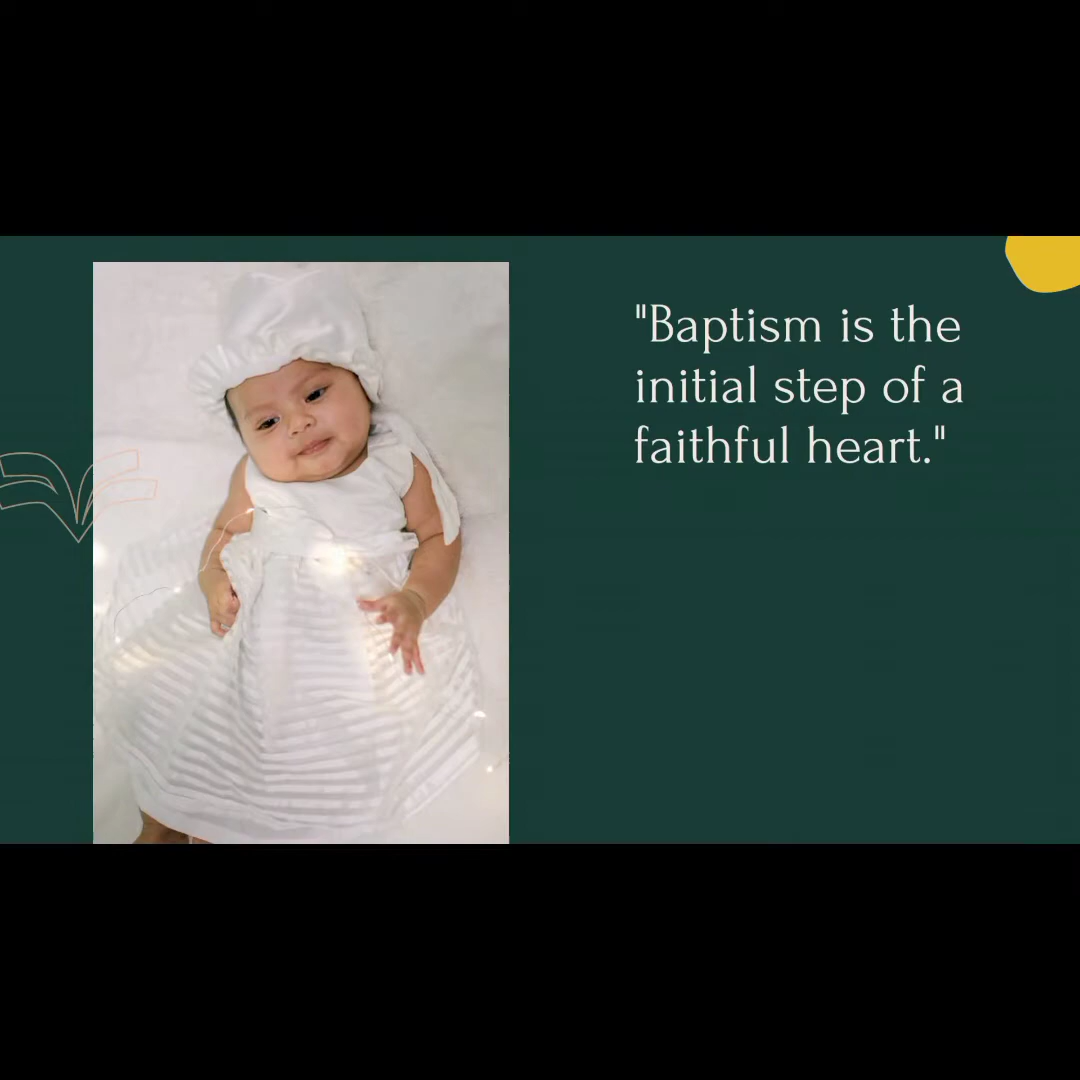 "Baptism is the
initial step of a
faithful heart."